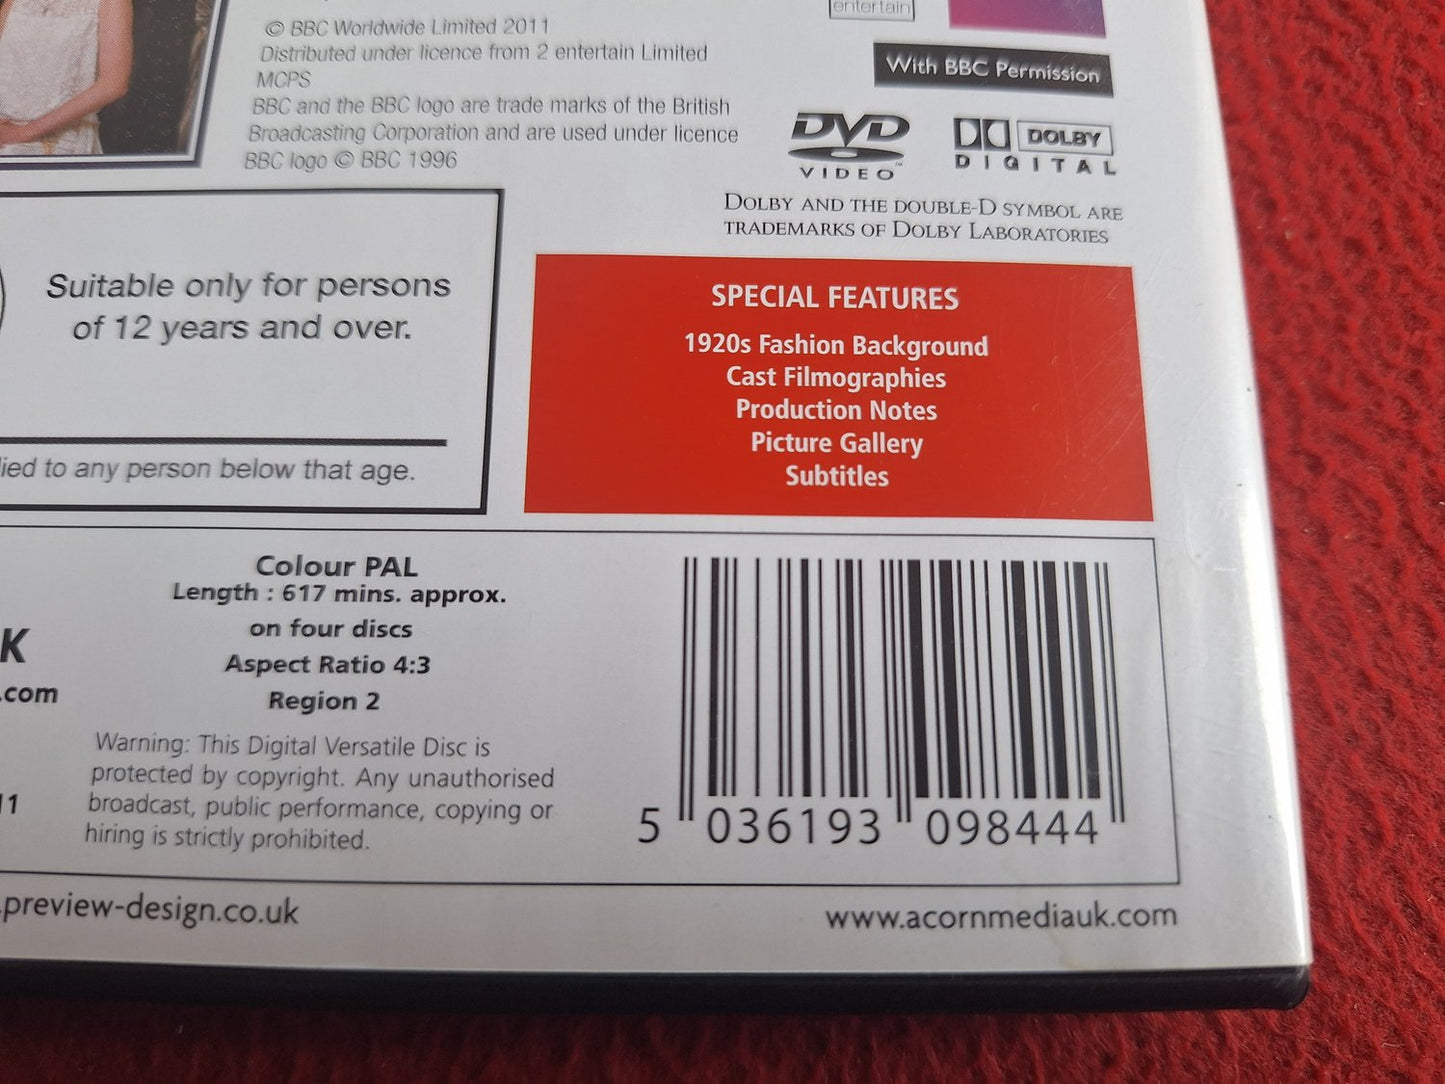 © BBC Worldwide Limited 2011
Distributed under licence from 2 entertain Limited
MCPS
BBC and the BBC logo are trade marks of the British
Broadcasting Corporation and are used under licence
BBC logo © BBC 1996
entertain
With BBC Permission
DVD
VIDEO
DOLBY
DIGITAL
DOLBY AND THE DOUBLE-D SYMBOL ARE
TRADEMARKS OF DOLBY LABORATORIES
Suitable only for persons
of 12 years and over.
lied to any person below that age.
SPECIAL FEATURES
1920s Fashion Background
Cast Filmographies
Production Notes
Picture Gallery
Subtitles
K
.com
11
Colour PAL
Length : 617 mins. approx.
on four discs
Aspect Ratio 4:3
Region 2
Warning: This Digital Versatile Disc is
protected by copyright. Any unauthorised
broadcast, public performance, copying or
hiring is strictly prohibited.
5 036193 098444
.preview-design.co.uk
www.acornmediauk.com